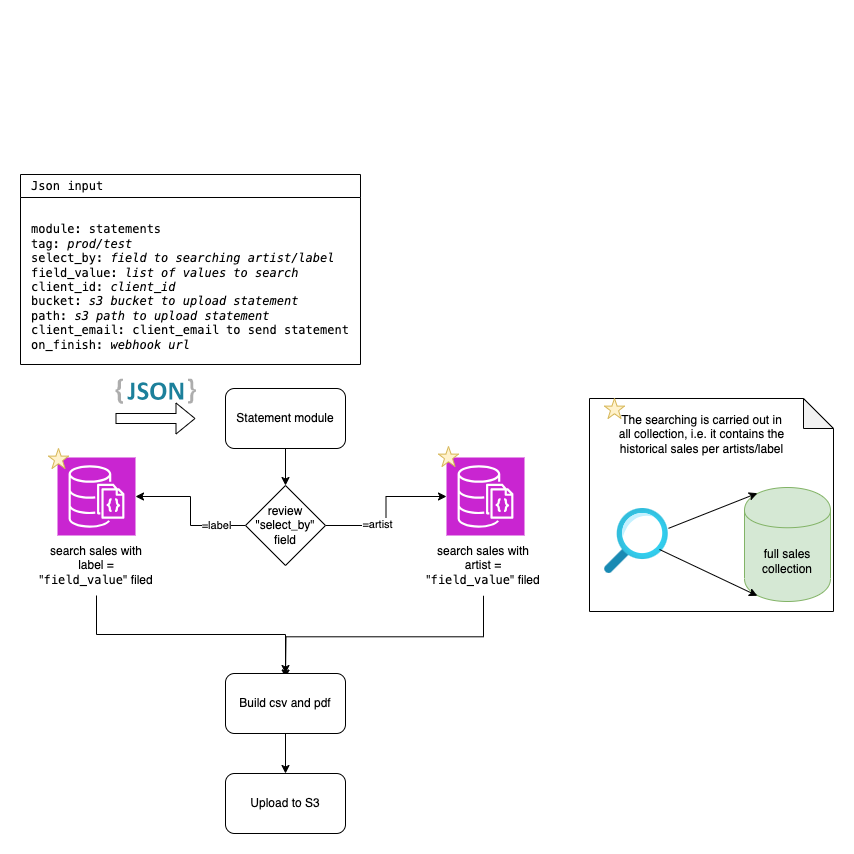 Json input
module: statements
tag: prod/test
select_by: field to searching artist/label
field_value: list of values to search
client_id: client_id
bucket: s3 bucket to upload statement
path: s3 path to upload statement
client_email: client_email to send statement
on_finish: webhook url
{JSON}
Statement module
review
"select_by"
field
=label
=artist
search sales with
label =
"field_value" filed
search sales with
artist =
"field_value" filed
Build csv and pdf
Upload to S3
The searching is carried out in
all collection, i.e. it contains the
historical sales per artists/label
full sales
collection